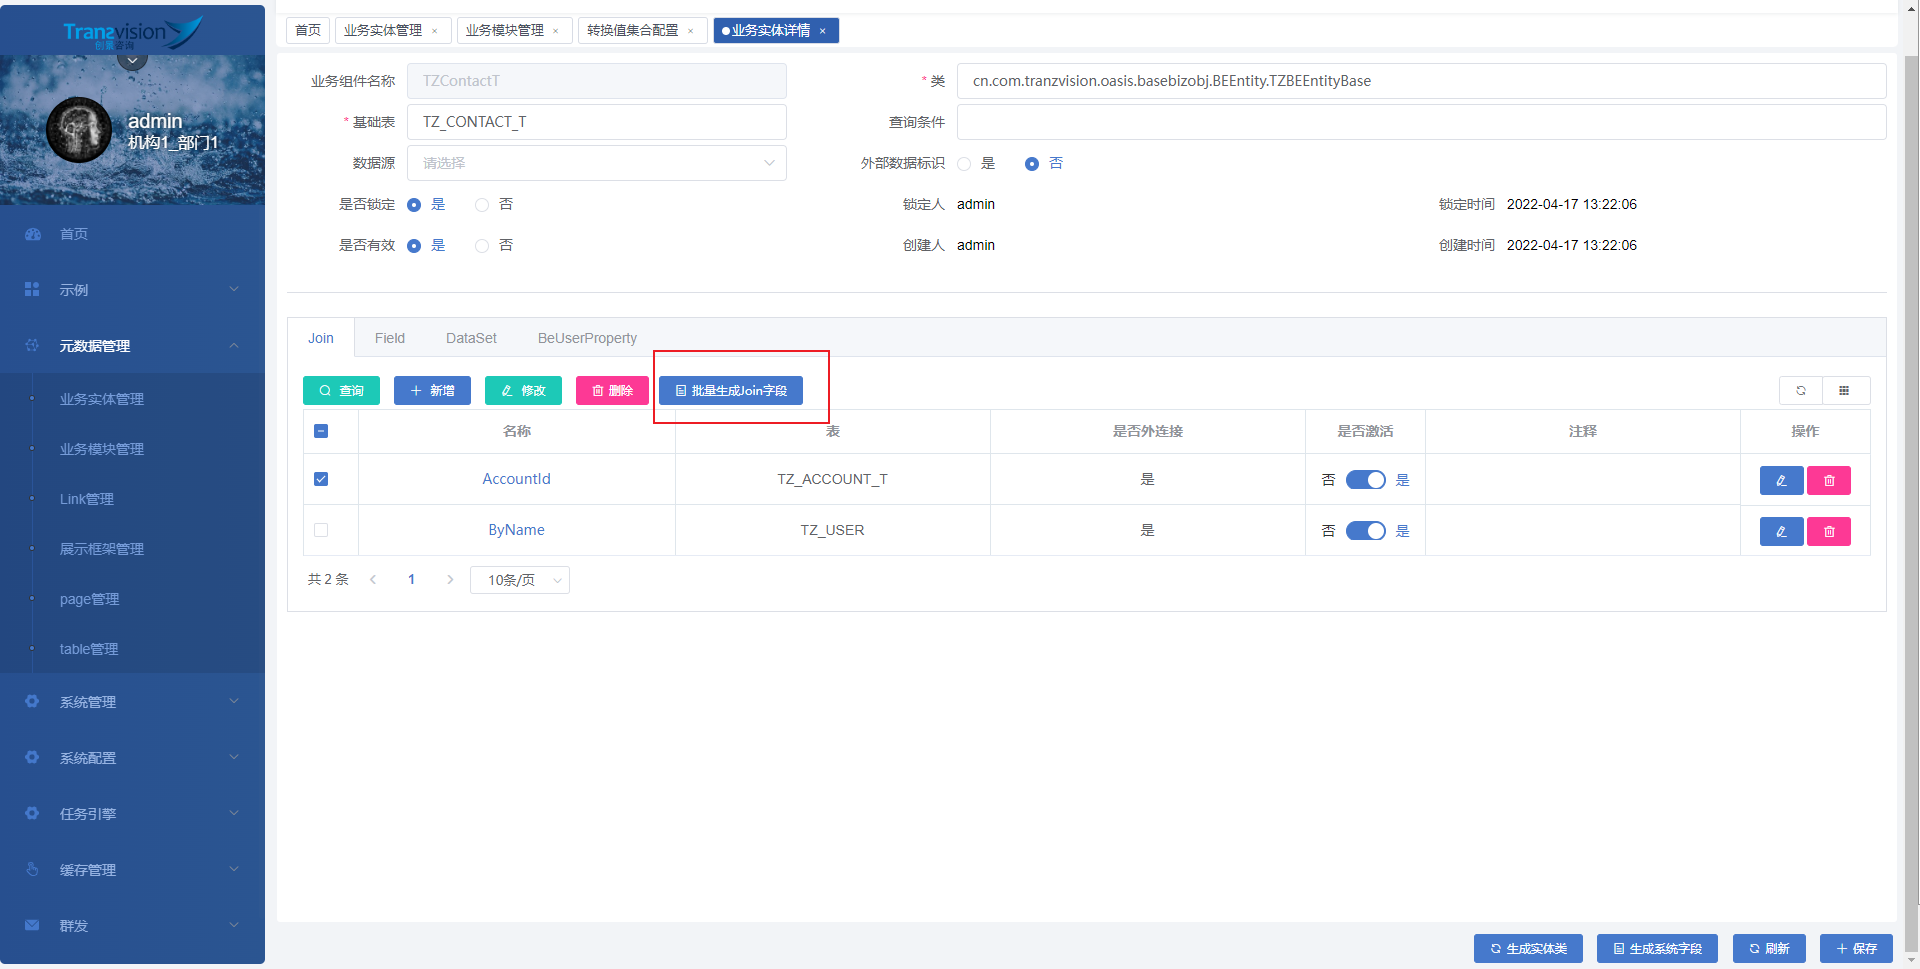 Tranzvision
创策咨询
admin
机构1_部门1
首页
示例
元数据管理
业务实体管理
业务模块管理
Link管理
展示框架管理
page管理
table管理
系统管理
系统配置
任务引擎
缓存管理
群发
首页 业务实体管理 × 业务模块管理 × 转换值集合配置 × 业务实体详情 ×
业务组件名称 TZContactT * 类 cn.com.tranzvision.oasis.basebizobj.BEEntity.TZBEEntityBase
* 基础表 TZ_CONTACT_T 查询条件
数据源 请选择 外部数据标识 是 否
是否锁定 是 否 锁定人 admin 锁定时间 2022-04-17 13:22:06
是否有效 是 否 创建人 admin 创建时间 2022-04-17 13:22:06
Join Field DataSet BeUserProperty
查询 新增 修改 删除 批量生成Join字段
名称 表 是否外连接 是否激活 注释 操作
AccountId TZ_ACCOUNT_T 是 否 是
ByName TZ_USER 是 否 是
共 2 条 1 10条/页
生成实体类 生成系统字段 刷新 保存